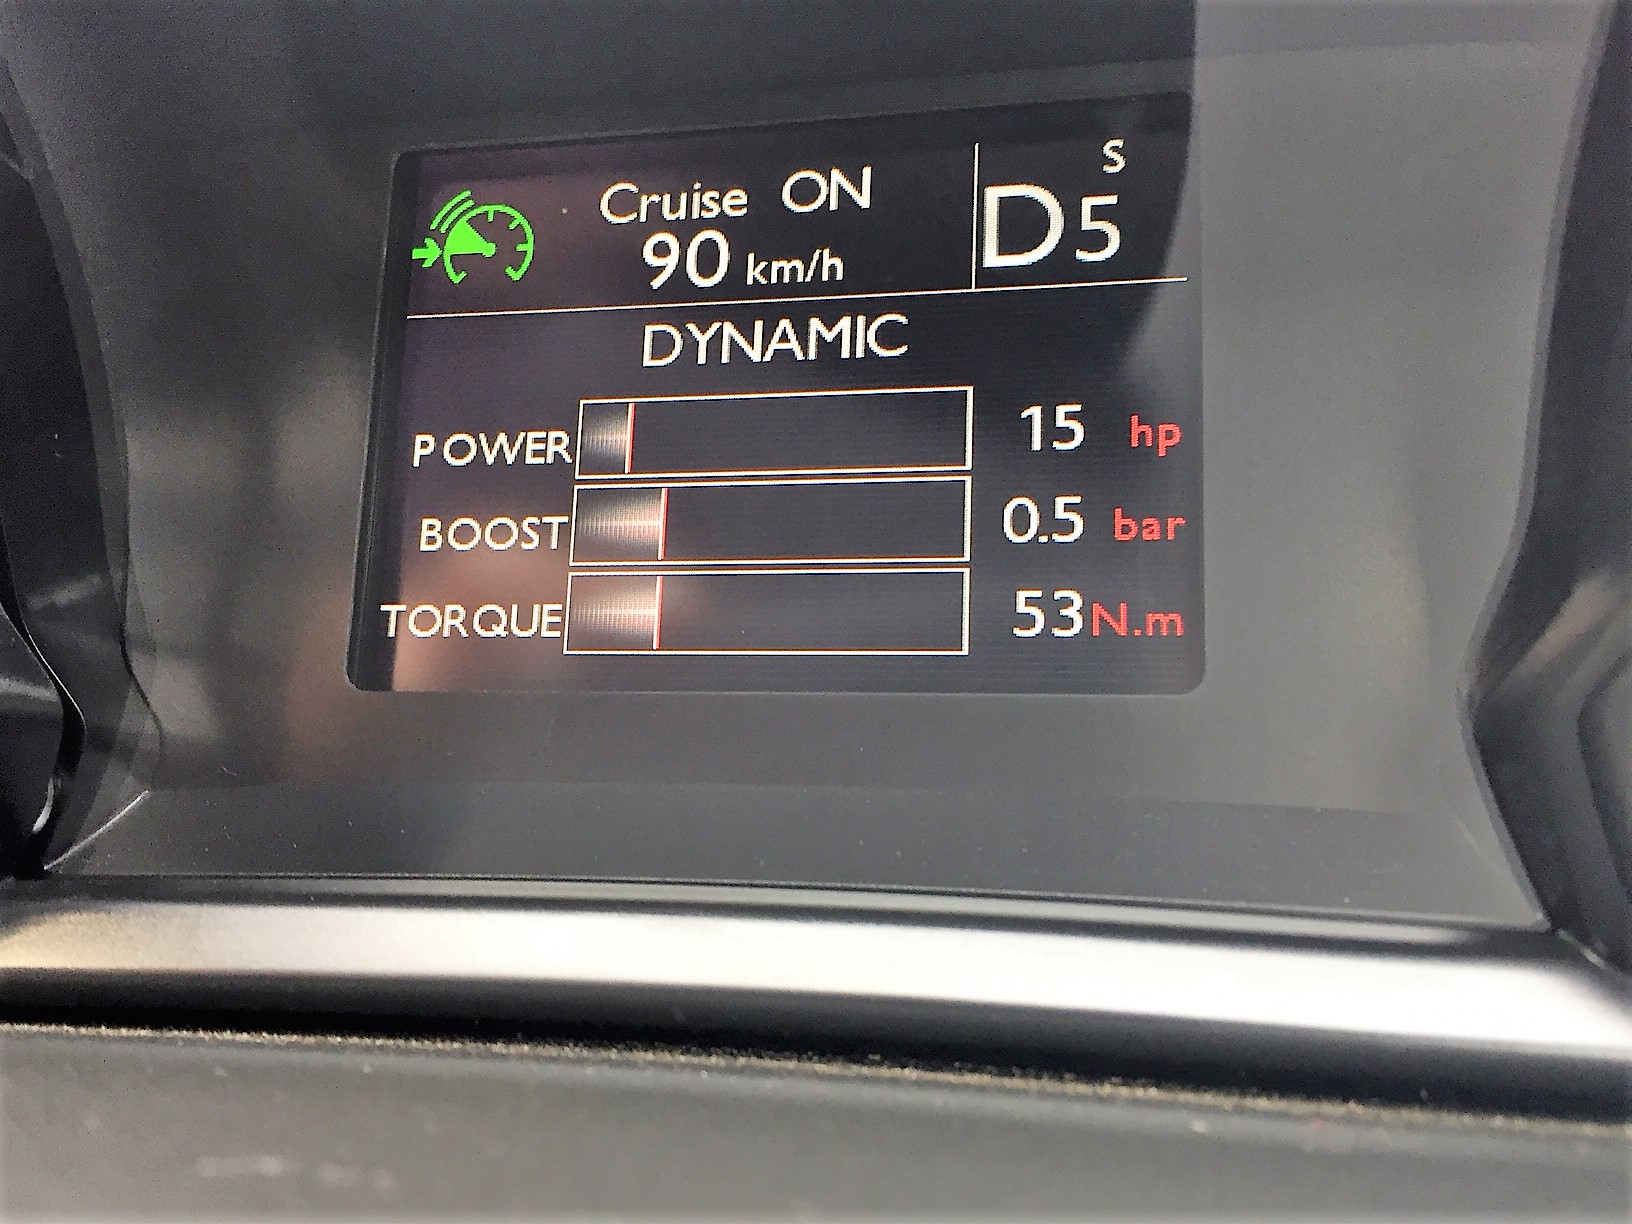 Cruise ON
90 km/h
S
D5
DYNAMIC
POWER 15 hp
BOOST 0.5 bar
TORQUE 53 N.m